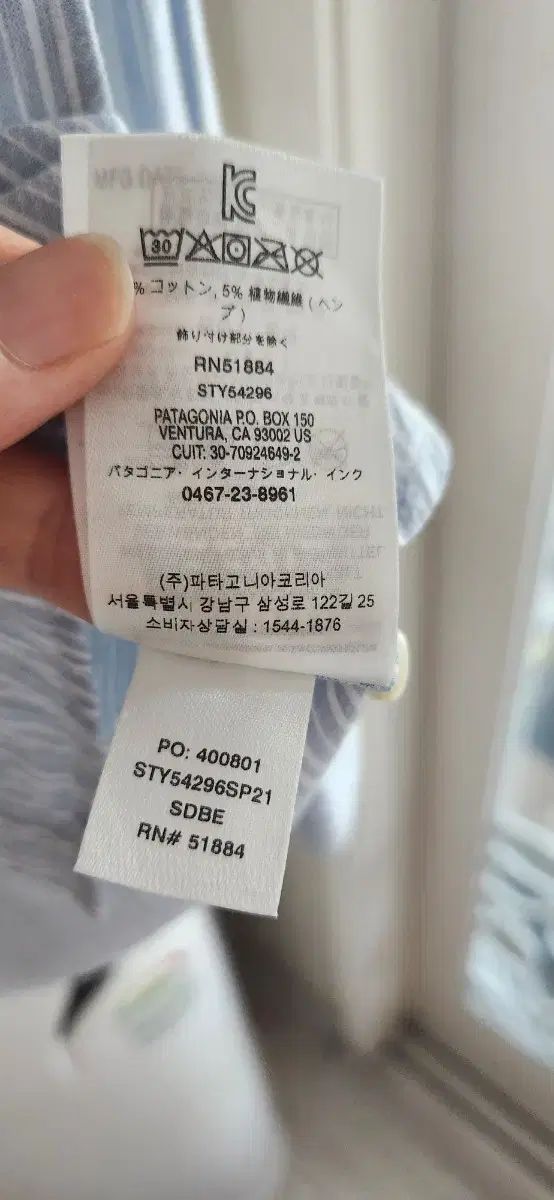 MFG DAT
KC
30
% コットン, 5% 植物繊維 (ヘン
プ)
飾り付け部分を除く
RN51884
STY54296
PATAGONIA P.O. BOX 150
VENTURA, CA 93002 US
CUIT: 30-70924649-2
パタゴニア・インターナショナル・インク
0467-23-8961
(주)파타고니아코리아
서울특별시 강남구 삼성로 122길 25
소비자상담실 : 1544-1876
PO: 400801
STY54296SP21
SDBE
RN# 51884